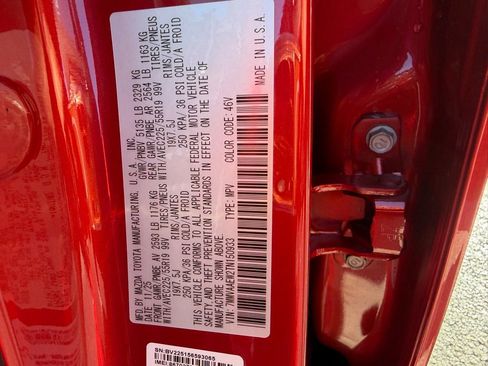 MFD. BY MAZDA TOYOTA MANUFACTURING, U.S.A., INC.
11/25 GVWR/PNBV 5135 LB 2329 KG
FRONT GAWR/PNBE AV 2593 LB 1176 KG REAR GAWR/PNBE AR 2564 LB 1163 KG
WITH/AVEC 225/55R19 99V TIRES/PNEUS WITH/AVEC 225/55R19 99V TIRES/PNEUS
19X7.5J RIMS/JANTES 19X7.5J RIMS/JANTES
250 KPA/36 PSI COLD/A FROID 250 KPA/36 PSI COLD/A FROID
THIS VEHICLE CONFORMS TO ALL APPLICABLE FEDERAL MOTOR VEHICLE
SAFETY AND THEFT PREVENTION STANDARDS IN EFFECT ON THE DATE OF
MANUFACTURE SHOWN ABOVE.
TYPE: MPV COLOR CODE: 46V
MADE IN U.S.A.
SN:BV225156593065